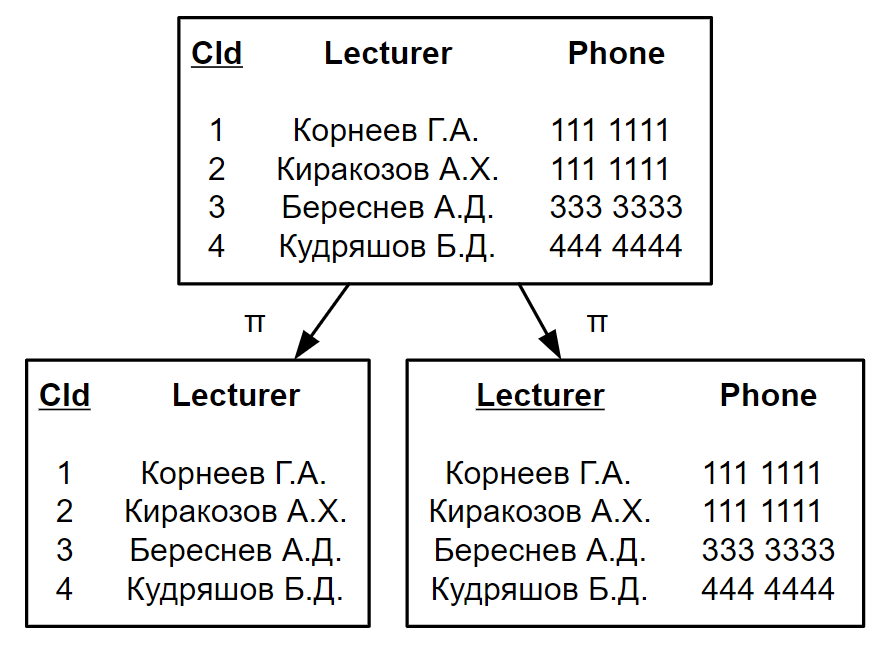 CId Lecturer Phone
1 Корнеев Г.А. 111 1111
2 Киракозов А.Х. 111 1111
3 Береснев А.Д. 333 3333
4 Кудряшов Б.Д. 444 4444
π π
CId Lecturer
1 Корнеев Г.А.
2 Киракозов А.Х.
3 Береснев А.Д.
4 Кудряшов Б.Д.
Lecturer Phone
Корнеев Г.А. 111 1111
Киракозов А.Х. 111 1111
Береснев А.Д. 333 3333
Кудряшов Б.Д. 444 4444